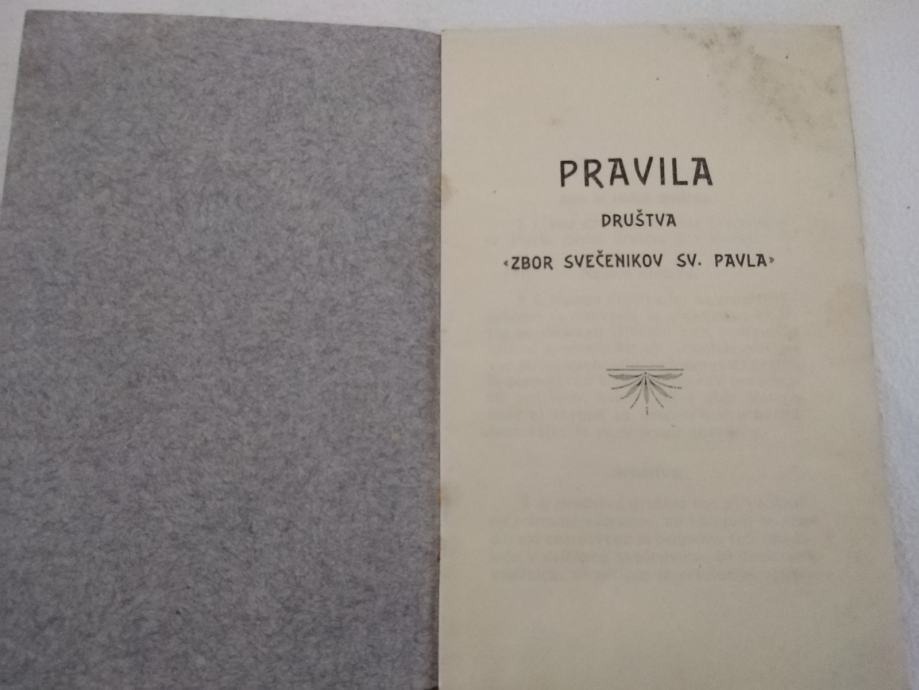 PRAVILA
DRUŠTVA
‹ZBOR SVEČENIKOV SV. PAVLA›